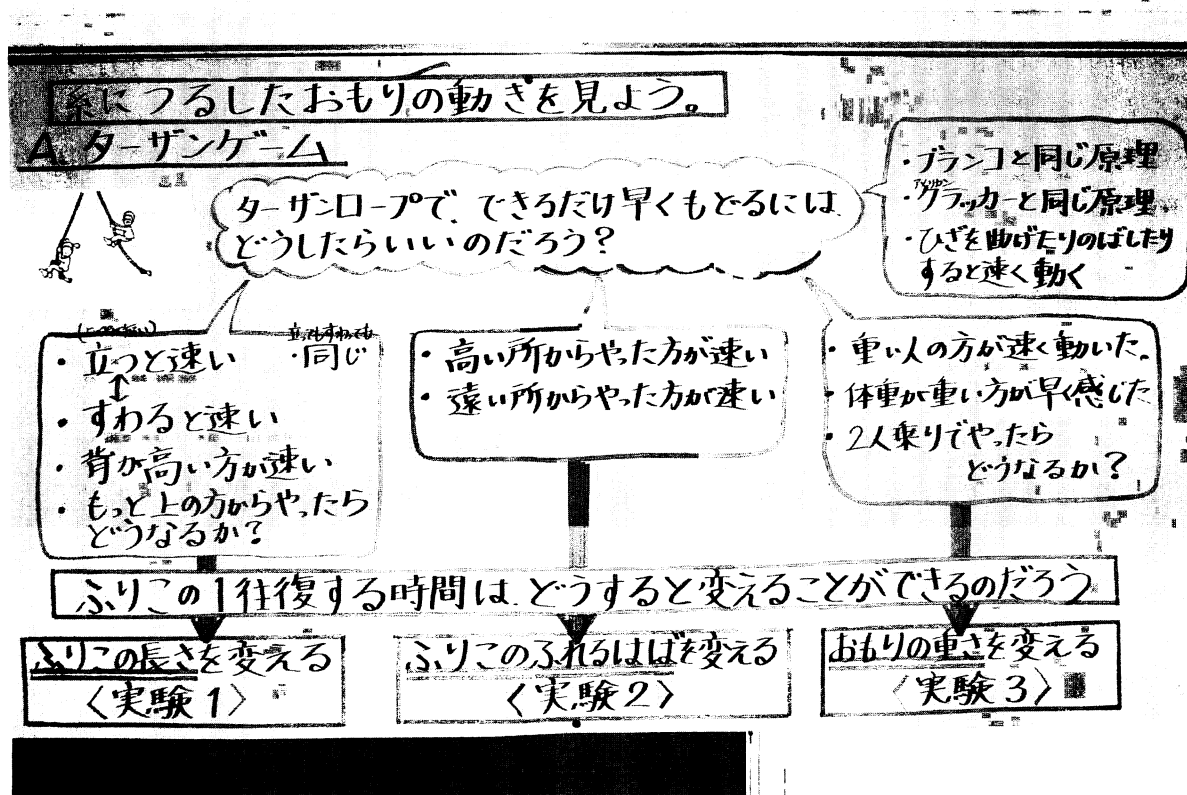 糸につるしたおもりの動きを見よう。
A. ターザンゲーム
ターザンロープで、できるだけ早くもどるには
どうしたらいいのだろう?
・ブランコと同じ原理
・クラッカーと同じ原理、
・ひざを曲げたりのばしたり
すると速く動く
・立つと速い
立ってもすわっても
・同じ
↕
・すわると速い
・背が高い方が速い
・もっと上の方からやったら
どうなるか?
・高い所からやった方が速い
・遠い所からやった方が速い
・重い人の方が速く動いた。
・体重が重い方が早く感じた
・2人乗りでやったら
どうなるか?
ふりこの1往復する時間は、どうすると変えることができるのだろう
ふりこの長さを変える
〈実験1〉
ふりこのふれるはばを変える
〈実験2〉
おもりの重さを変える
〈実験3〉